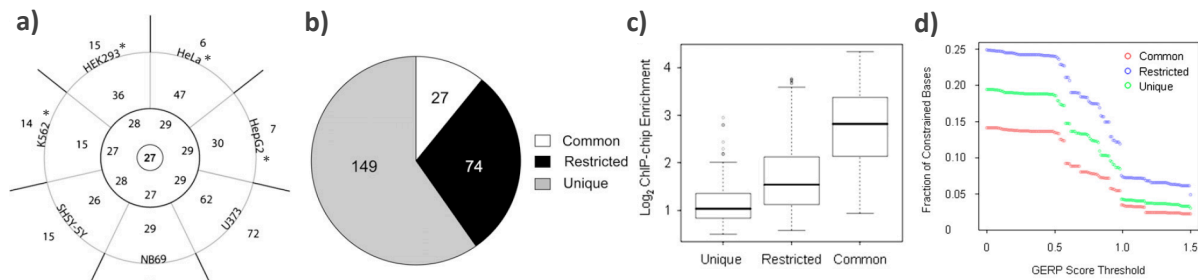 a)
15
HEK293 *
6
HeLa *
36
47
14
K562 *
15
28
29
30
7
HepG2 *
27
27
29
28
29
27
26
62
15
SHSY-5Y
29
U373
72
NB69
b)
27
74
149
Common
Restricted
Unique
c)
Log2 ChIP-chip Enrichment
4
3
2
1
Unique Restricted Common
d)
Fraction of Constrained Bases
0.25
0.20
0.15
0.10
0.05
0.00
Common
Restricted
Unique
0 0.5 1.0 1.5
GERP Score Threshold